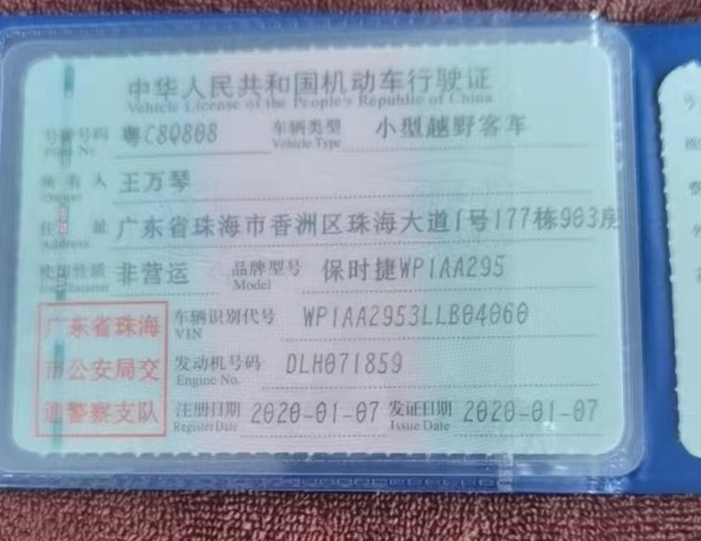 中华人民共和国机动车行驶证
Vehicle License of the People's Republic of China
号牌号码 粤C8Q808 车辆类型 小型越野客车
Plate No. Vehicle Type
所有人 王万琴
Owner
住址 广东省珠海市香洲区珠海大道1号177栋903房
Address
使用性质 非营运 品牌型号 保时捷WP1AA295
Model
广东省珠海
市公安局交
通警察支队
车辆识别代号 WP1AA2953LLB04060
VIN
发动机号码 DLH071859
Engine No.
注册日期 2020-01-07 发证日期 2020-01-07
Register Date Issue Date